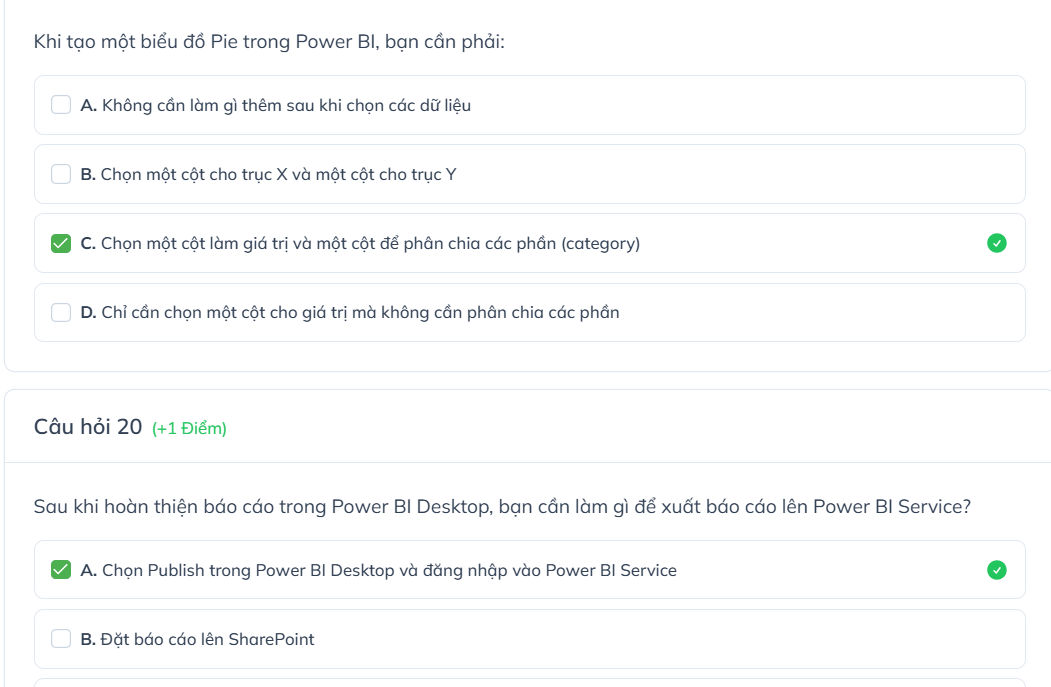 Khi tạo một biểu đồ Pie trong Power BI, bạn cần phải:
A. Không cần làm gì thêm sau khi chọn các dữ liệu
B. Chọn một cột cho trục X và một cột cho trục Y
C. Chọn một cột làm giá trị và một cột để phân chia các phần (category)
D. Chỉ cần chọn một cột cho giá trị mà không cần phân chia các phần
Câu hỏi 20 (+1 Điểm)
Sau khi hoàn thiện báo cáo trong Power BI Desktop, bạn cần làm gì để xuất báo cáo lên Power BI Service?
A. Chọn Publish trong Power BI Desktop và đăng nhập vào Power BI Service
B. Đặt báo cáo lên SharePoint